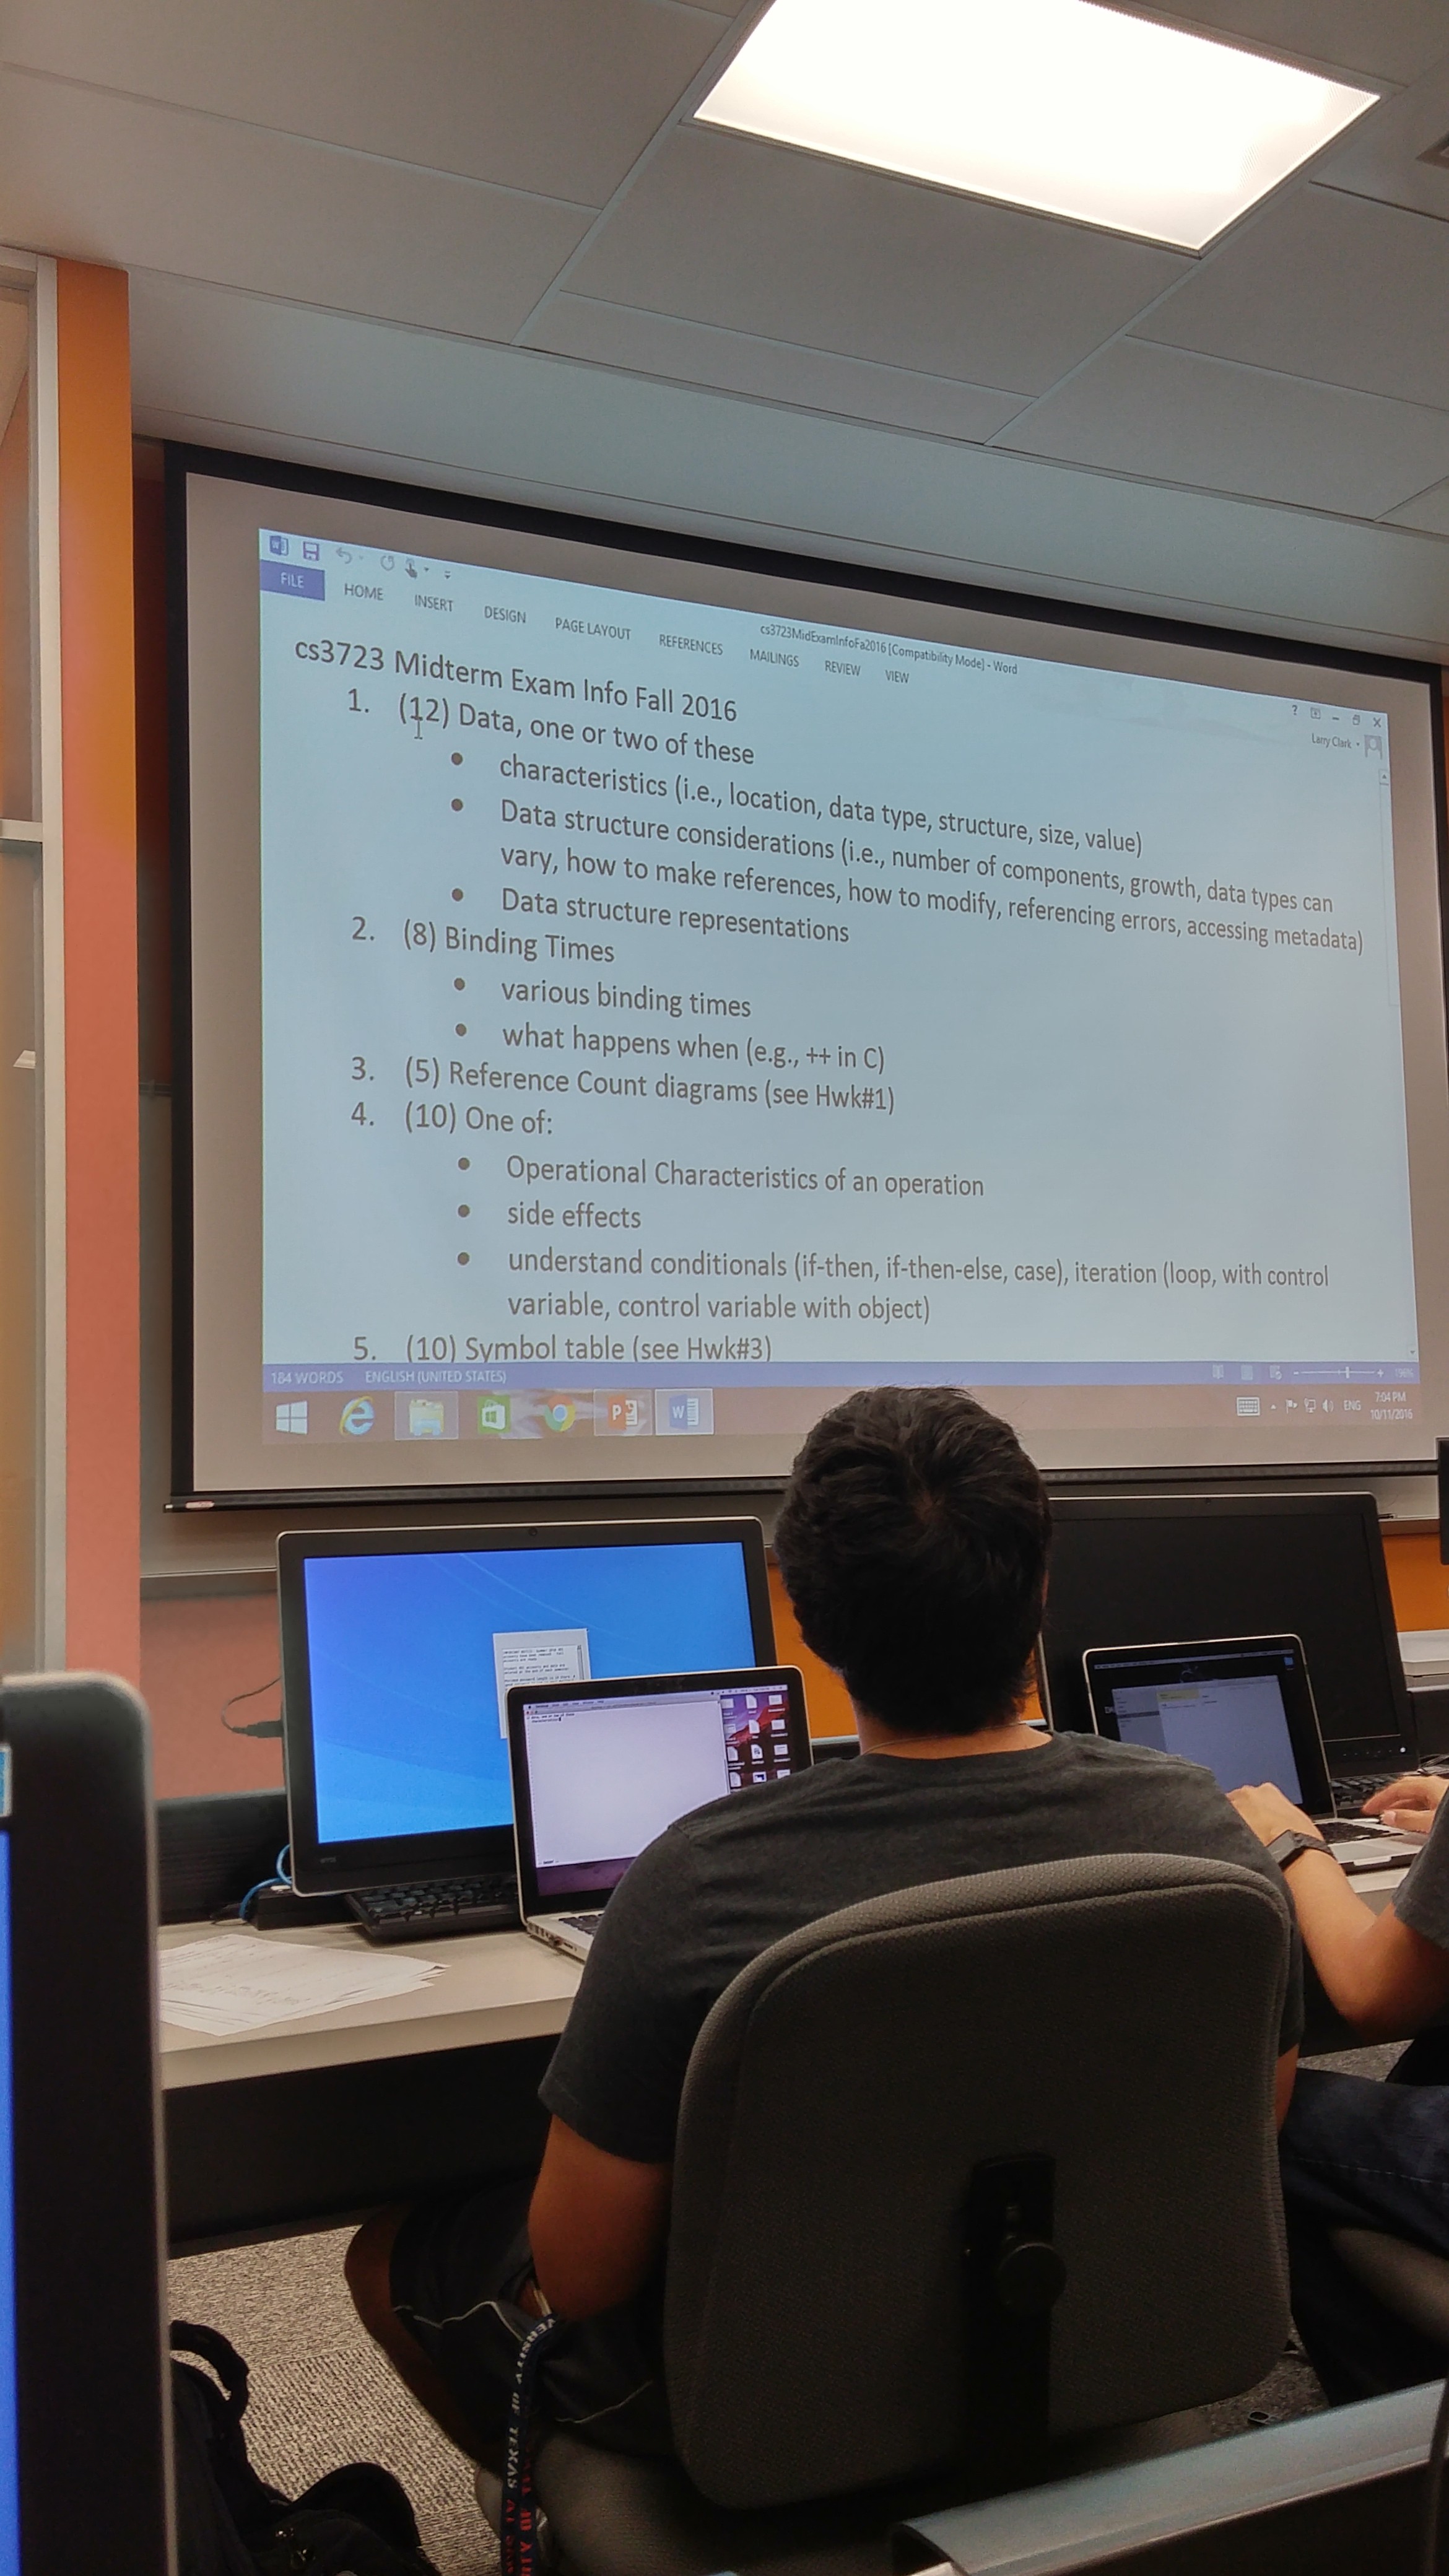 cs3723MidExamInfoFa2016 [Compatibility Mode] - Word
FILE HOME INSERT DESIGN PAGE LAYOUT REFERENCES MAILINGS REVIEW VIEW
Larry Clark
cs3723 Midterm Exam Info Fall 2016
1. (12) Data, one or two of these
• characteristics (i.e., location, data type, structure, size, value)
• Data structure considerations (i.e., number of components, growth, data types can
vary, how to make references, how to modify, referencing errors, accessing metadata)
• Data structure representations
2. (8) Binding Times
• various binding times
• what happens when (e.g., ++ in C)
3. (5) Reference Count diagrams (see Hwk#1)
4. (10) One of:
• Operational Characteristics of an operation
• side effects
• understand conditionals (if-then, if-then-else, case), iteration (loop, with control
variable, control variable with object)
5. (10) Symbol table (see Hwk#3)
184 WORDS ENGLISH (UNITED STATES)
ENG
7:04 PM
10/11/2016
VERSITY OF TEXAS AT SAN